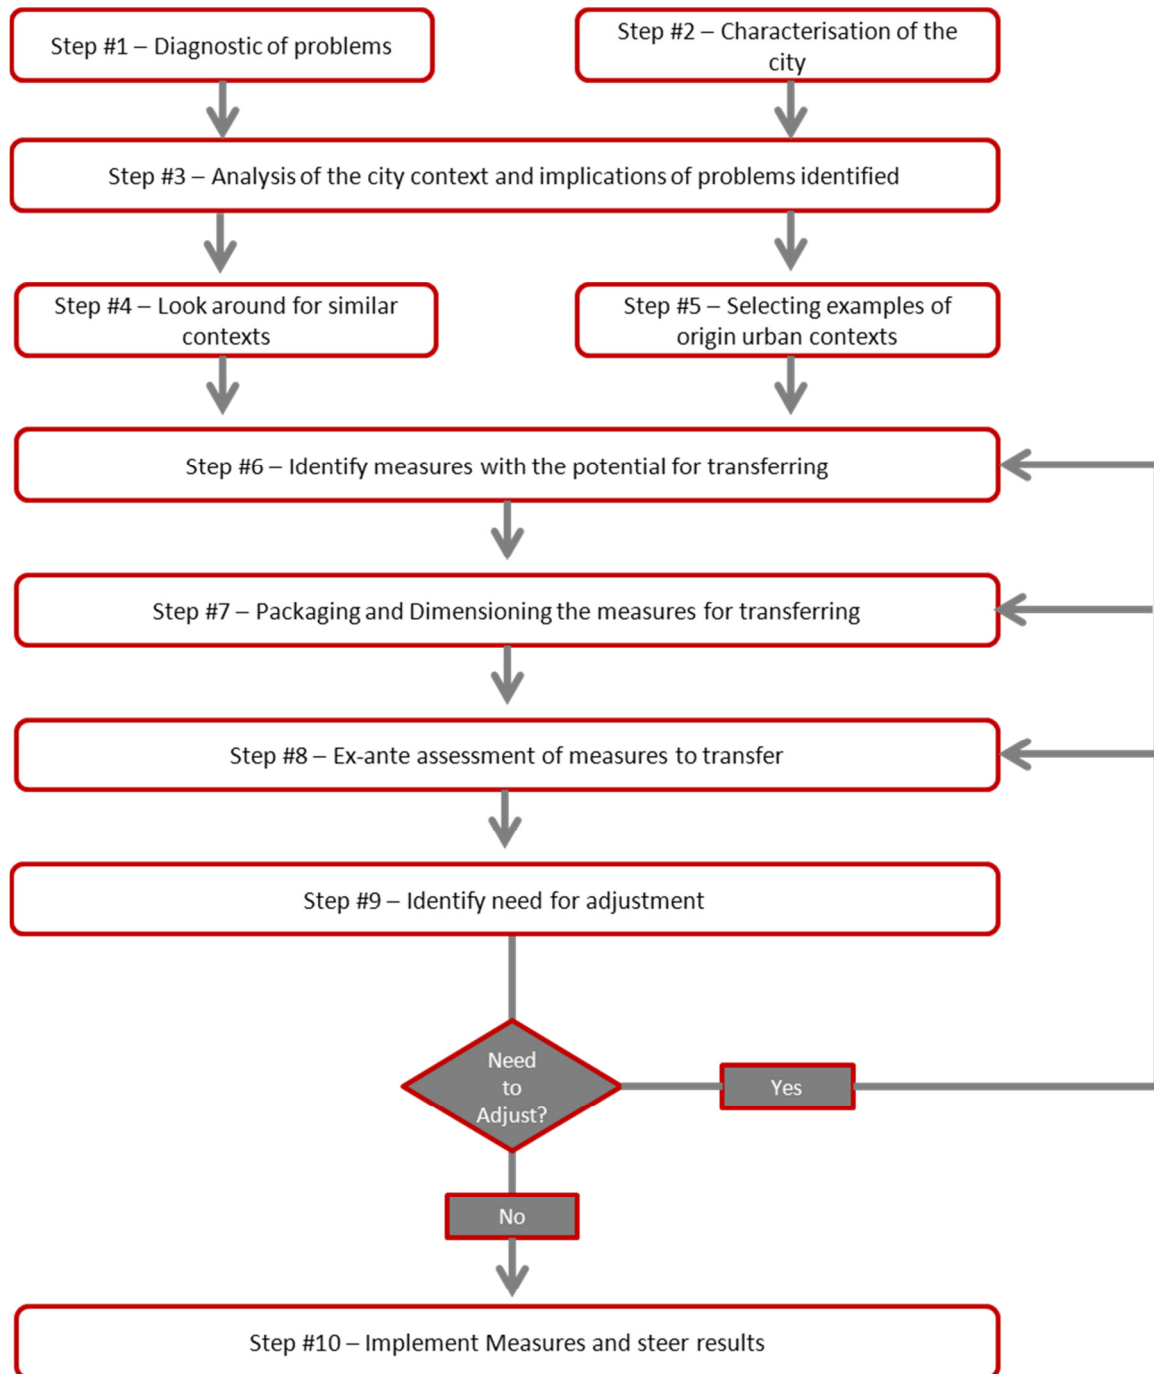 Step #1 – Diagnostic of problems
Step #2 – Characterisation of the
city
Step #3 – Analysis of the city context and implications of problems identified
Step #4 – Look around for similar
contexts
Step #5 – Selecting examples of
origin urban contexts
Step #6 – Identify measures with the potential for transferring
Step #7 – Packaging and Dimensioning the measures for transferring
Step #8 – Ex-ante assessment of measures to transfer
Step #9 – Identify need for adjustment
Need
to
Adjust?
Yes
No
Step #10 – Implement Measures and steer results